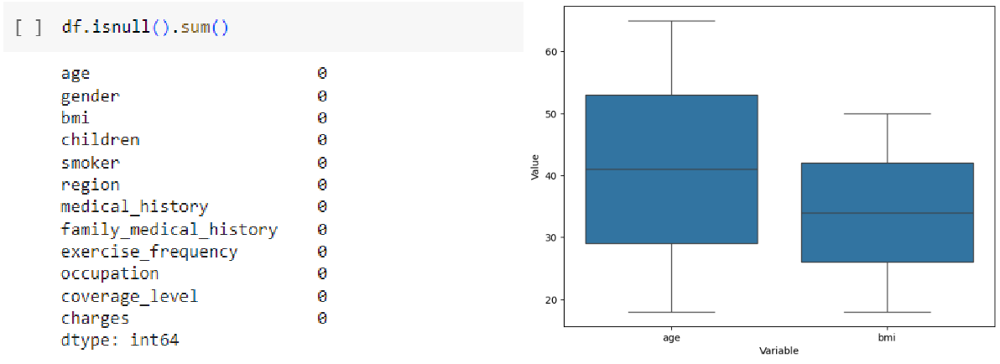 [ ] df.isnull().sum()
age 0
gender 0
bmi 0
children 0
smoker 0
region 0
medical_history 0
family_medical_history 0
exercise_frequency 0
occupation 0
coverage_level 0
charges 0
dtype: int64
60
50
40
30
20
Value
age bmi
Variable